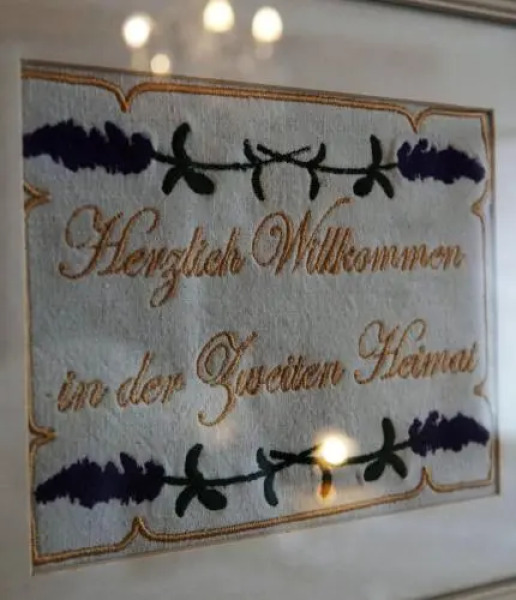 Herzlich Willkommen
in der Zweiten Heimat